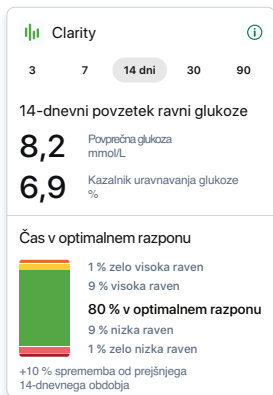 Clarity
3 7 14 dni 30 90
14-dnevni povzetek ravni glukoze
8,2 Povprečna glukoza
mmol/L
6,9 Kazalnik uravnavanja glukoze
%
Čas v optimalnem razponu
1 % zelo visoka raven
9 % visoka raven
80 % v optimalnem razponu
9 % nizka raven
1 % zelo nizka raven
+10 % sprememba od prejšnjega
14-dnevnega obdobja